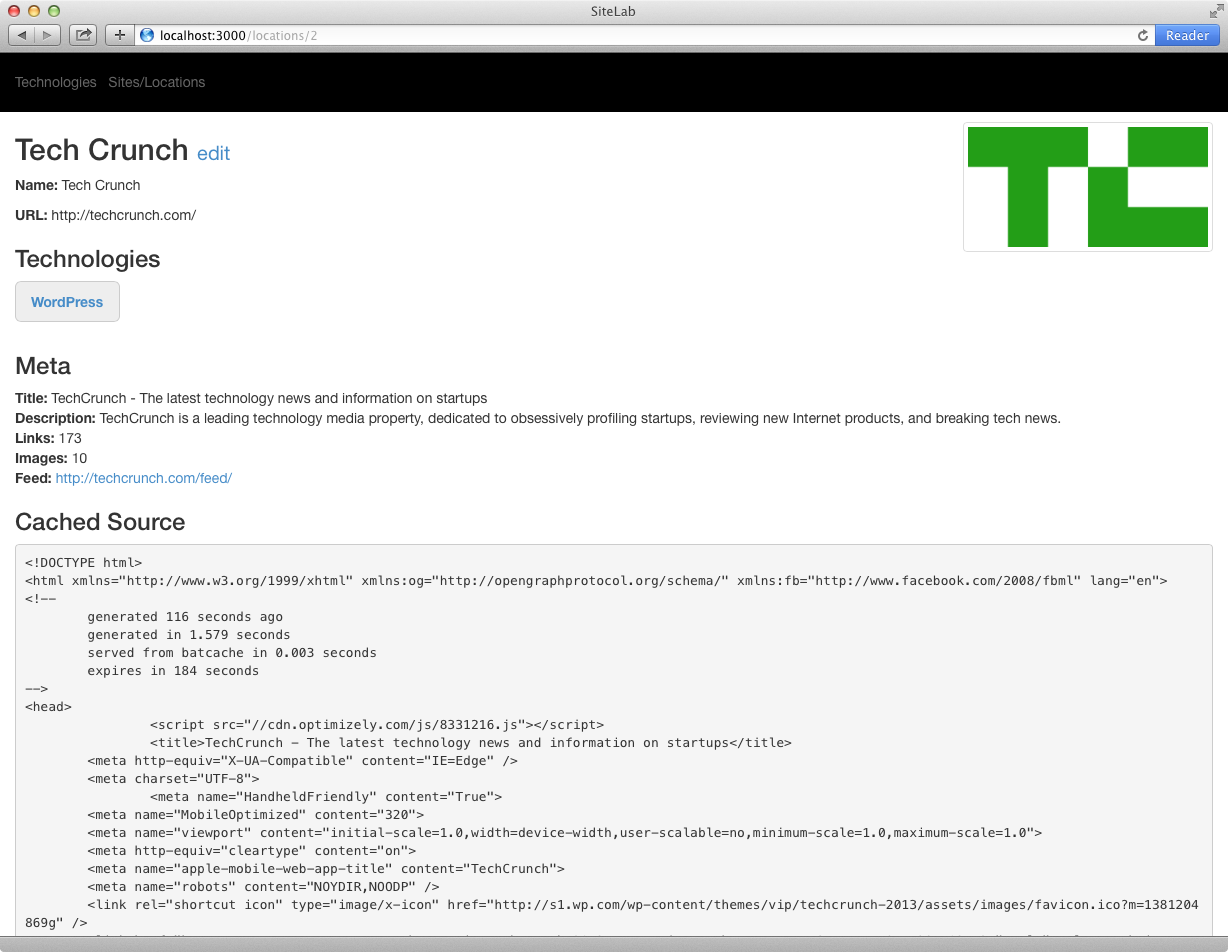 SiteLab
localhost:3000/locations/2
Reader
Technologies Sites/Locations
Tech Crunch edit
TC
Name: Tech Crunch
URL: http://techcrunch.com/
Technologies
WordPress
Meta
Title: TechCrunch - The latest technology news and information on startups
Description: TechCrunch is a leading technology media property, dedicated to obsessively profiling startups, reviewing new Internet products, and breaking tech news.
Links: 173
Images: 10
Feed: http://techcrunch.com/feed/
Cached Source
<!DOCTYPE html>
<html xmlns="http://www.w3.org/1999/xhtml" xmlns:og="http://opengraphprotocol.org/schema/" xmlns:fb="http://www.facebook.com/2008/fbml" lang="en">
<!--
generated 116 seconds ago
generated in 1.579 seconds
served from batcache in 0.003 seconds
expires in 184 seconds
-->
<head>
<script src="//cdn.optimizely.com/js/8331216.js"></script>
<title>TechCrunch - The latest technology news and information on startups</title>
<meta http-equiv="X-UA-Compatible" content="IE=Edge" />
<meta charset="UTF-8">
<meta name="HandheldFriendly" content="True">
<meta name="MobileOptimized" content="320">
<meta name="viewport" content="initial-scale=1.0,width=device-width,user-scalable=no,minimum-scale=1.0,maximum-scale=1.0">
<meta http-equiv="cleartype" content="on">
<meta name="apple-mobile-web-app-title" content="TechCrunch">
<meta name="robots" content="NOYDIR,NOODP" />
<link rel="shortcut icon" type="image/x-icon" href="http://s1.wp.com/wp-content/themes/vip/techcrunch-2013/assets/images/favicon.ico?m=1381204
869g" />